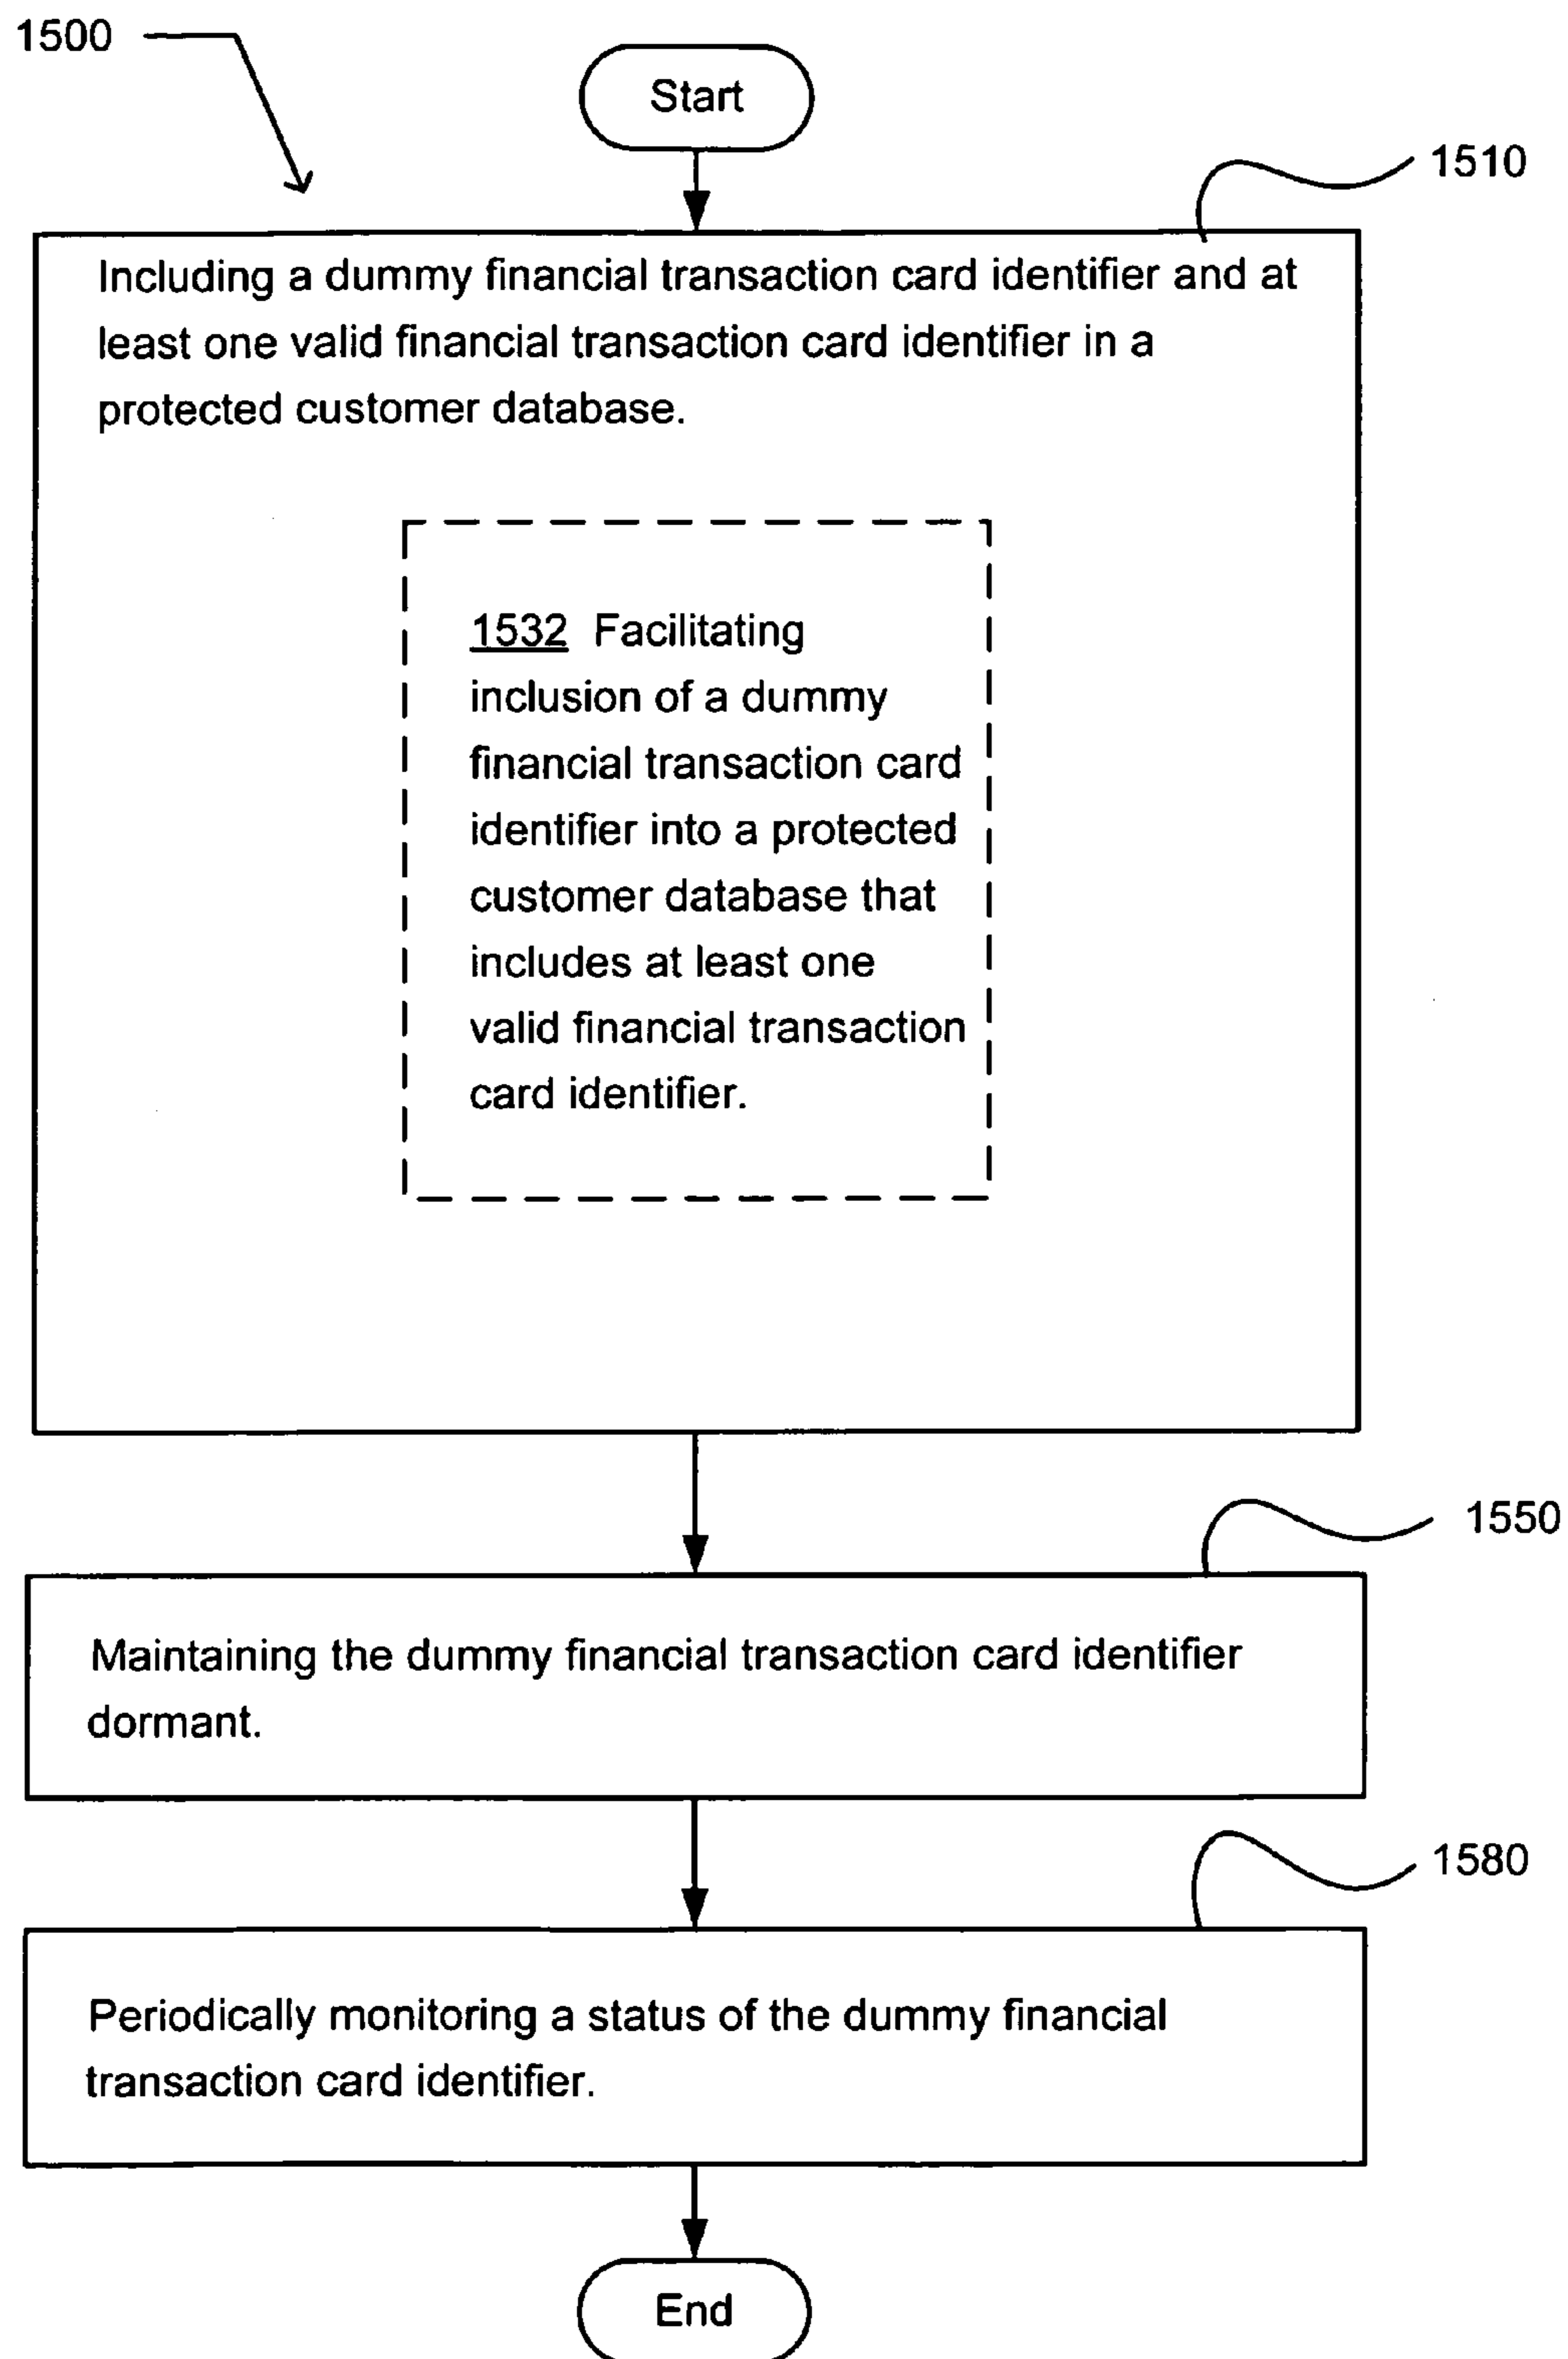 1500
Start
1510
Including a dummy financial transaction card identifier and at
least one valid financial transaction card identifier in a
protected customer database.
1532 Facilitating
inclusion of a dummy
financial transaction card
identifier into a protected
customer database that
includes at least one
valid financial transaction
card identifier.
1550
Maintaining the dummy financial transaction card identifier
dormant.
1580
Periodically monitoring a status of the dummy financial
transaction card identifier.
End